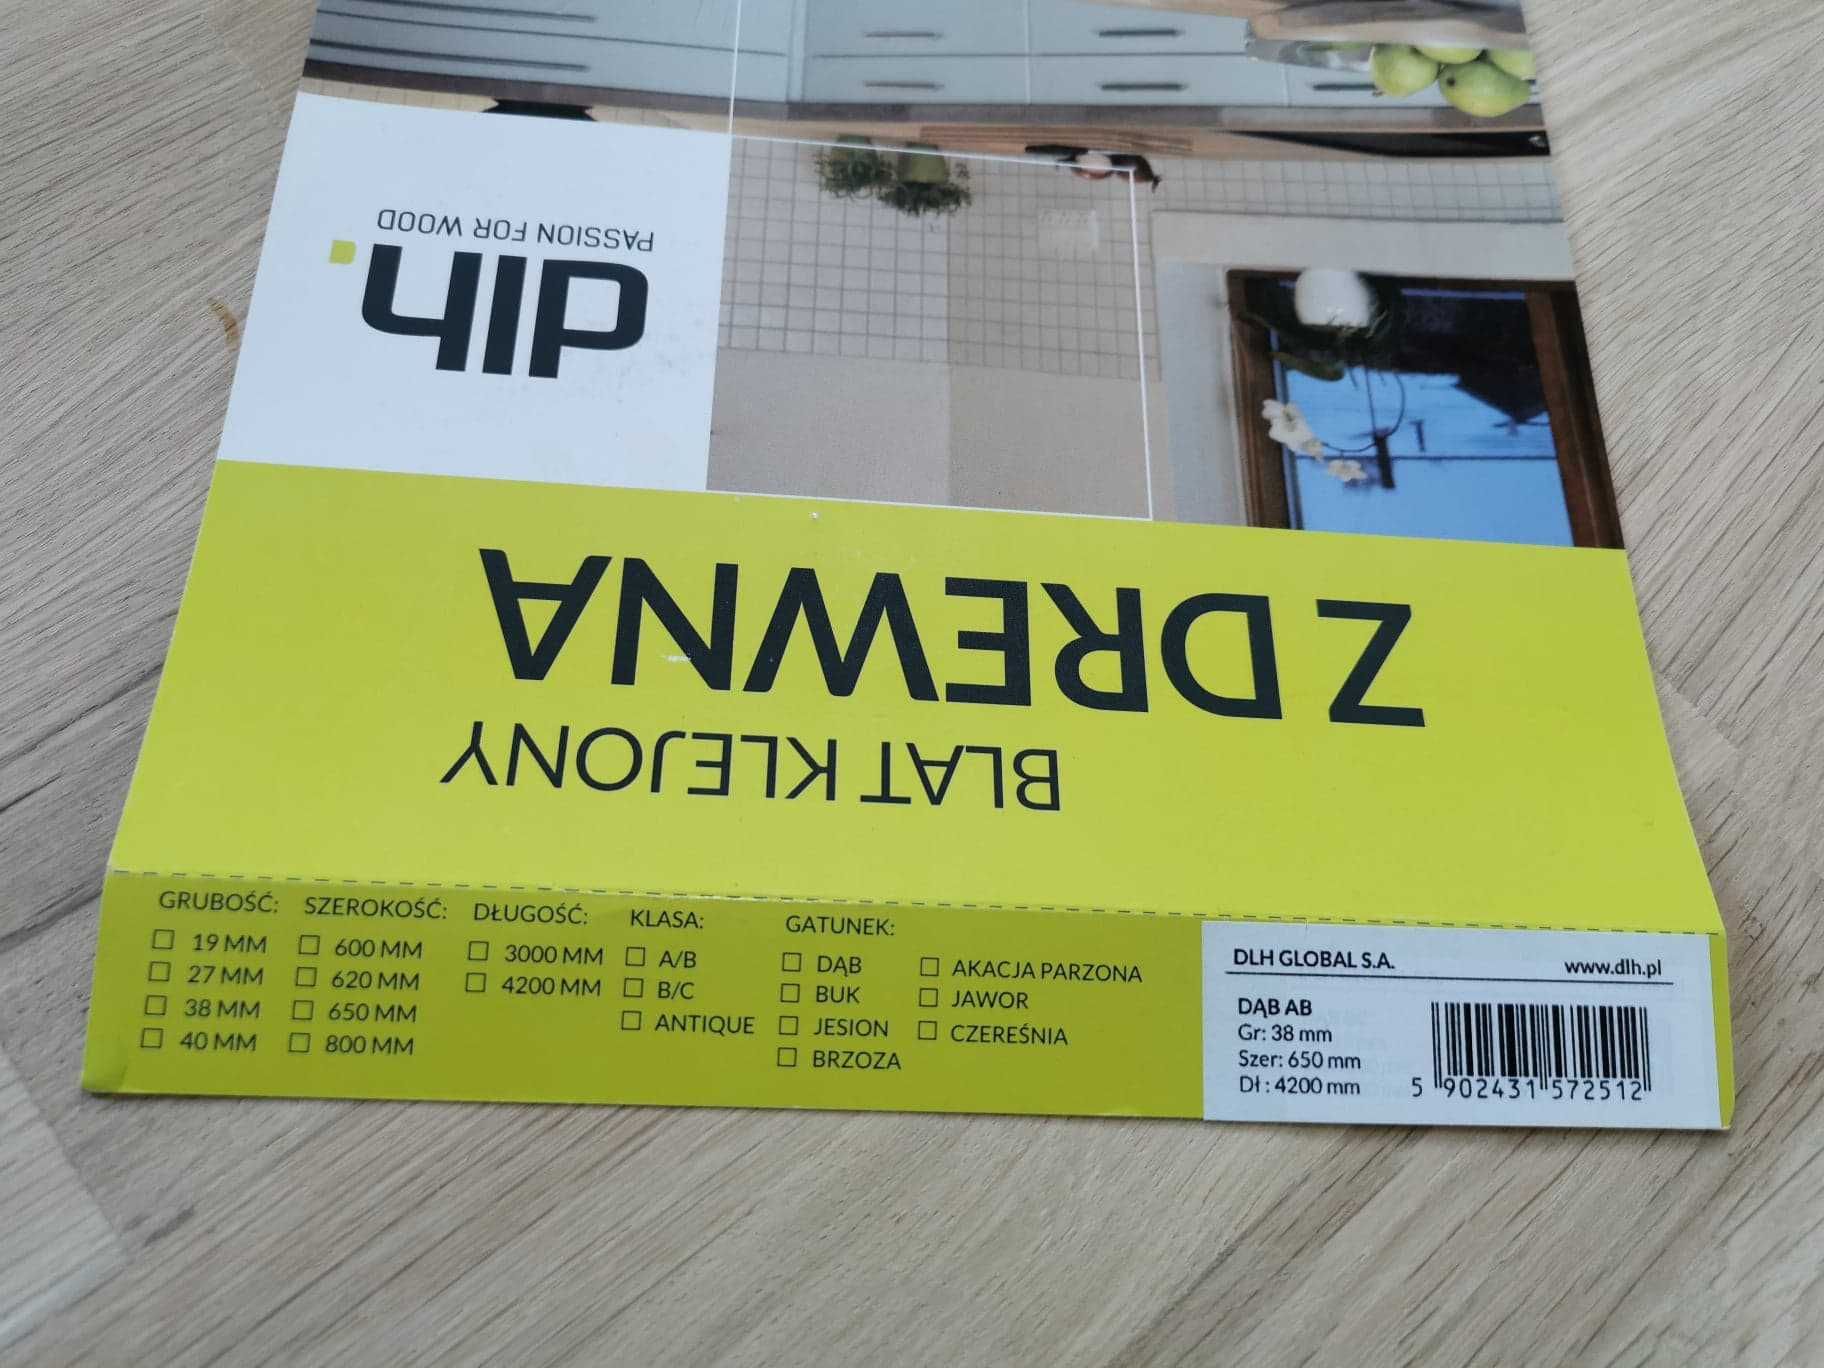 dlh.
PASSION FOR WOOD
BLAT KLEJONY
Z DREWNA
GRUBOŚĆ:
19 MM
27 MM
38 MM
40 MM
SZEROKOŚĆ:
600 MM
620 MM
650 MM
800 MM
DŁUGOŚĆ:
3000 MM
4200 MM
KLASA:
A/B
B/C
ANTIQUE
GATUNEK:
DĄB
BUK
JESION
BRZOZA
AKACJA PARZONA
JAWOR
CZEREŚNIA
DLH GLOBAL S.A.
www.dlh.pl
DĄB AB
Gr: 38 mm
Szer: 650 mm
Dł : 4200 mm
5 902431 572512